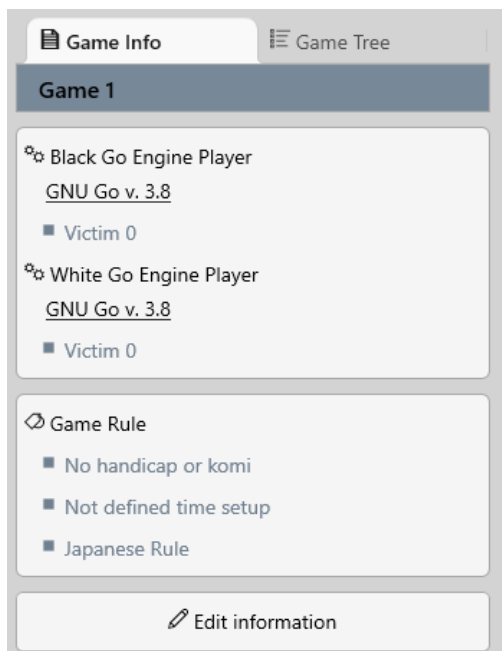 Game Info
Game Tree
Game 1
Black Go Engine Player
GNU Go v. 3.8
Victim 0
White Go Engine Player
GNU Go v. 3.8
Victim 0
Game Rule
No handicap or komi
Not defined time setup
Japanese Rule
Edit information